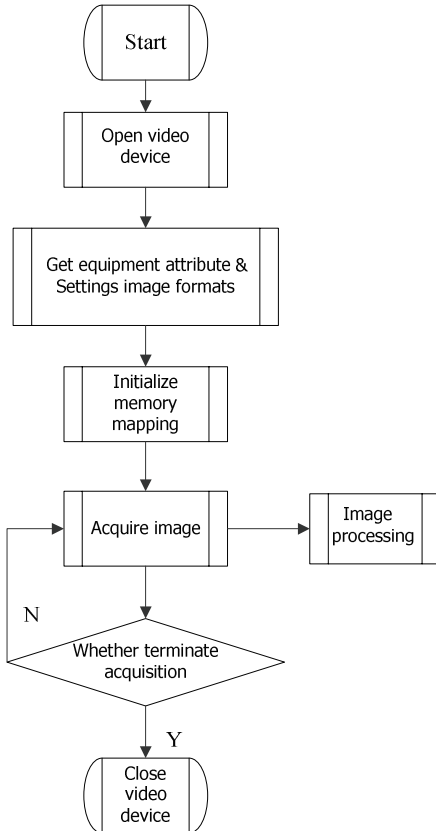 Start
Open video
device
Get equipment attribute &
Settings image formats
Initialize
memory
mapping
Acquire image
Image
processing
N
Whether terminate
acquisition
Y
Close
video
device